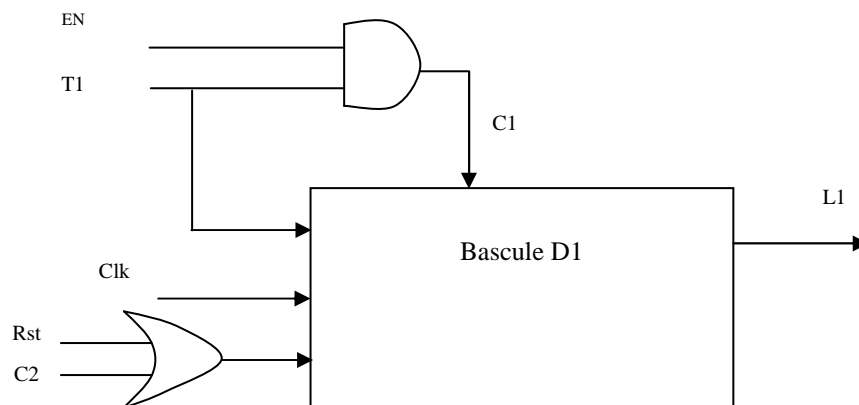 EN
T1
C1
L1
Bascule D1
Clk
Rst
C2